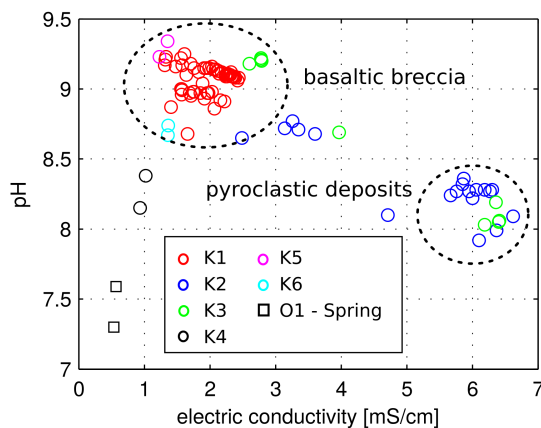 9.5
9
8.5
8
7.5
7
pH
basaltic breccia
pyroclastic deposits
K1 K5
K2 K6
K3 O1 - Spring
K4
0 1 2 3 4 5 6 7
electric conductivity [mS/cm]